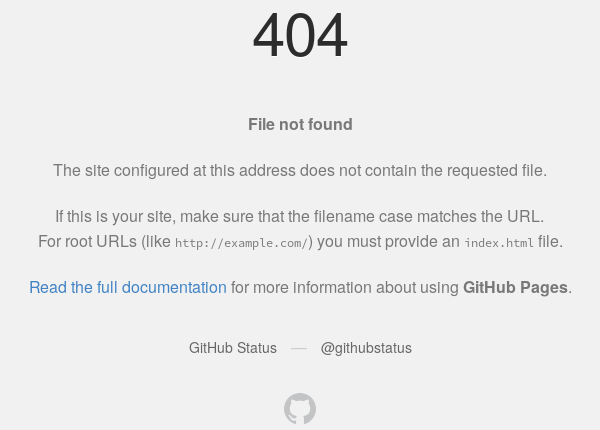 404
File not found
The site configured at this address does not contain the requested file.
If this is your site, make sure that the filename case matches the URL.
For root URLs (like http://example.com/) you must provide an index.html file.
Read the full documentation for more information about using GitHub Pages.
GitHub Status — @githubstatus